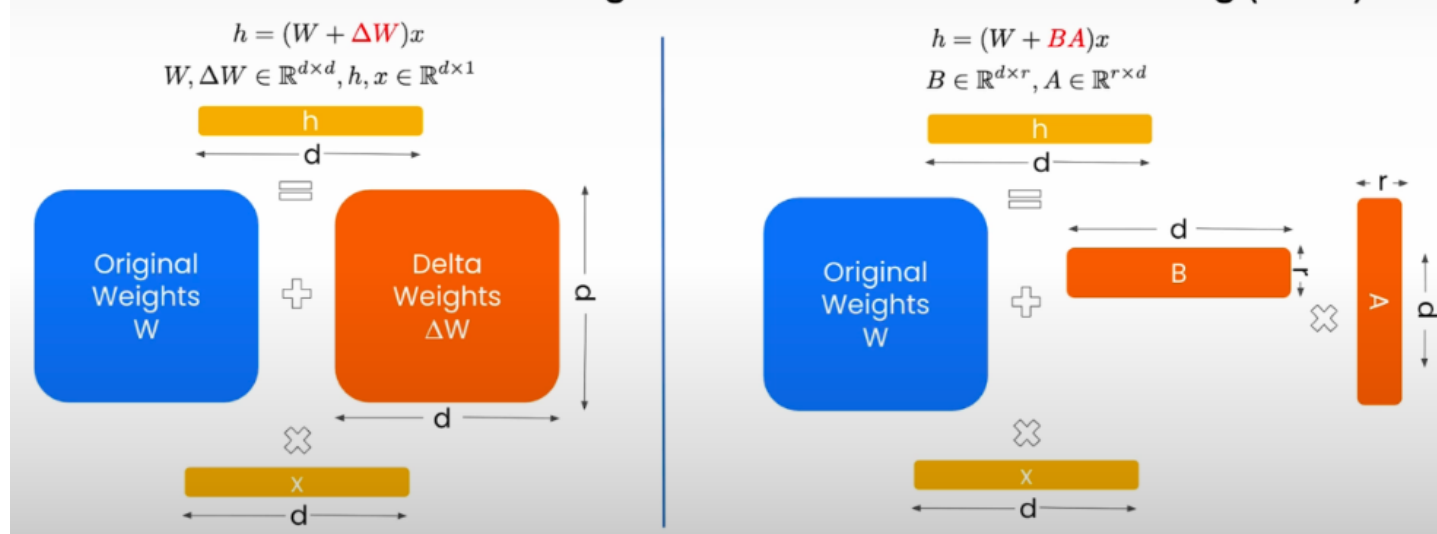 h = (W + ΔW)x
W, ΔW ∈ ℝ^{d×d}, h, x ∈ ℝ^{d×1}
h
d
Original
Weights
W
Delta
Weights
ΔW
d
d
x
d
h = (W + BA)x
B ∈ ℝ^{d×r}, A ∈ ℝ^{r×d}
h
d
Original
Weights
W
d
B
r
r
A
d
x
d